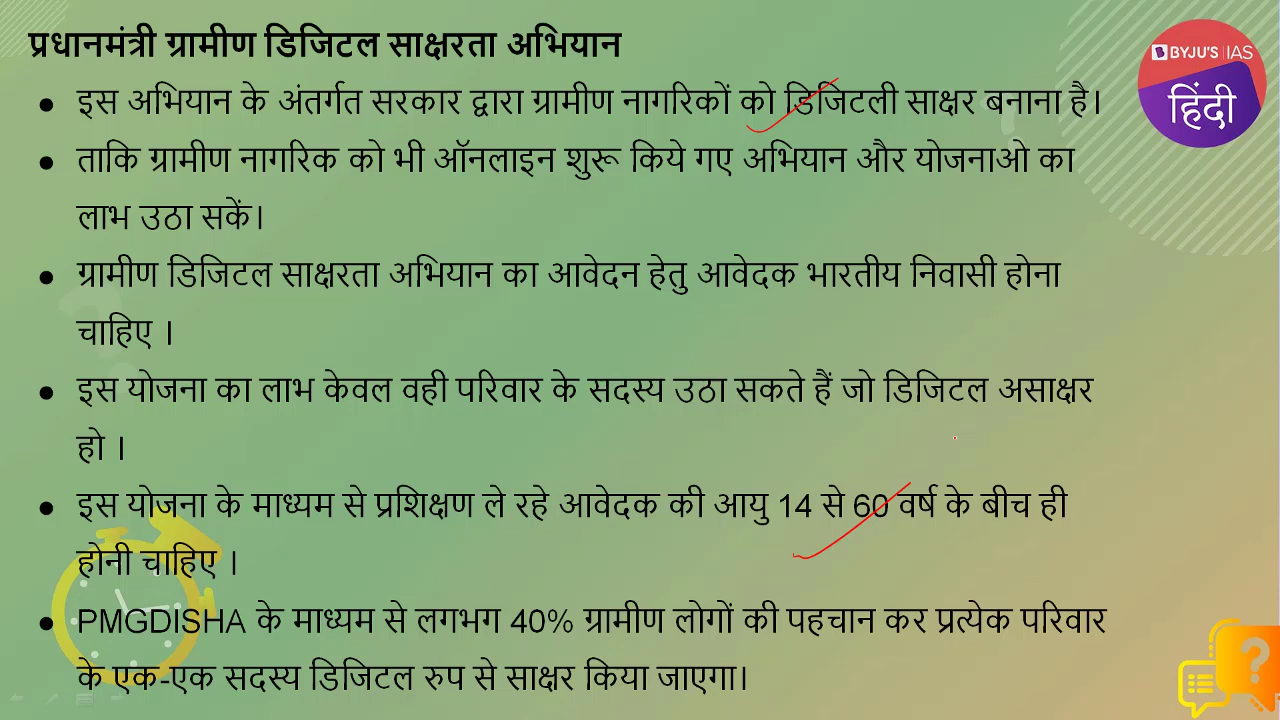 प्रधानमंत्री ग्रामीण डिजिटल साक्षरता अभियान
BYJU'S IAS
हिंदी
● इस अभियान के अंतर्गत सरकार द्वारा ग्रामीण नागरिकों को डिजिटली साक्षर बनाना है।
● ताकि ग्रामीण नागरिक को भी ऑनलाइन शुरू किये गए अभियान और योजनाओ का
लाभ उठा सकें।
● ग्रामीण डिजिटल साक्षरता अभियान का आवेदन हेतु आवेदक भारतीय निवासी होना
चाहिए ।
● इस योजना का लाभ केवल वही परिवार के सदस्य उठा सकते हैं जो डिजिटल असाक्षर
हो ।
● इस योजना के माध्यम से प्रशिक्षण ले रहे आवेदक की आयु 14 से 60 वर्ष के बीच ही
होनी चाहिए ।
● PMGDISHA के माध्यम से लगभग 40% ग्रामीण लोगों की पहचान कर प्रत्येक परिवार
के एक-एक सदस्य डिजिटल रुप से साक्षर किया जाएगा।
?